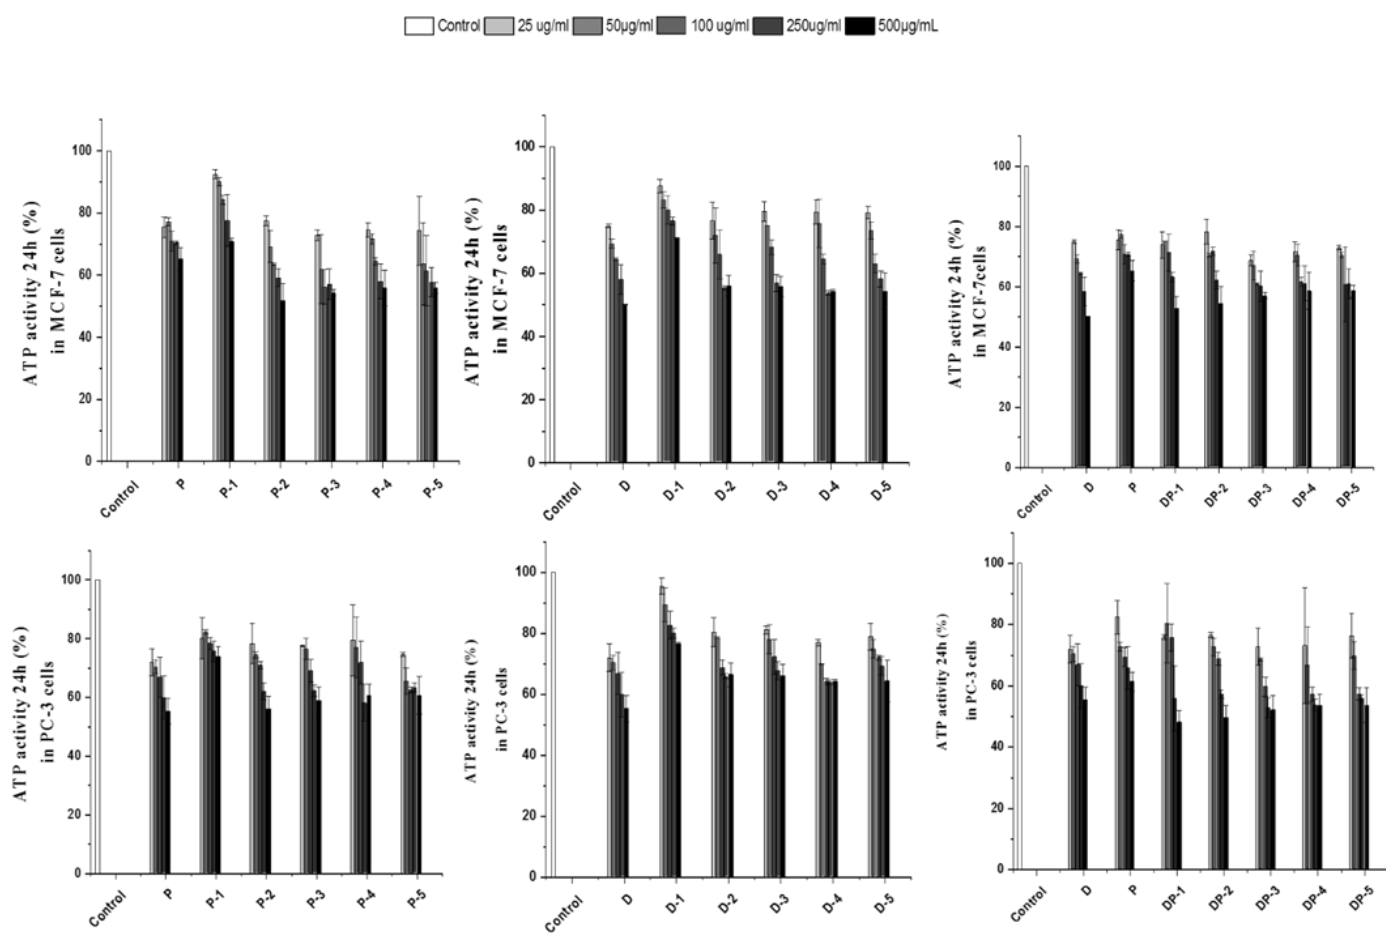 Control 25 ug/ml 50µg/ml 100 ug/ml 250ug/ml 500µg/mL
ATP activity 24h (%)
in MCF-7 cells
100
80
60
40
20
0
Control P P-1 P-2 P-3 P-4 P-5
ATP activity 24h (%)
in MCF-7 cells
100
80
60
40
20
0
Control D D-1 D-2 D-3 D-4 D-5
ATP activity 24h (%)
in MCF-7cells
100
80
60
40
20
0
Control D P DP-1 DP-2 DP-3 DP-4 DP-5
ATP activity 24h (%)
in PC-3 cells
100
80
60
40
20
0
Control P P-1 P-2 P-3 P-4 P-5
ATP activity 24h (%)
in PC-3 cells
100
80
60
40
20
0
Control D D-1 D-2 D-3 D-4 D-5
ATP activity 24h (%)
in PC-3 cells
100
80
60
40
20
0
Control D P DP-1 DP-2 DP-3 DP-4 DP-5